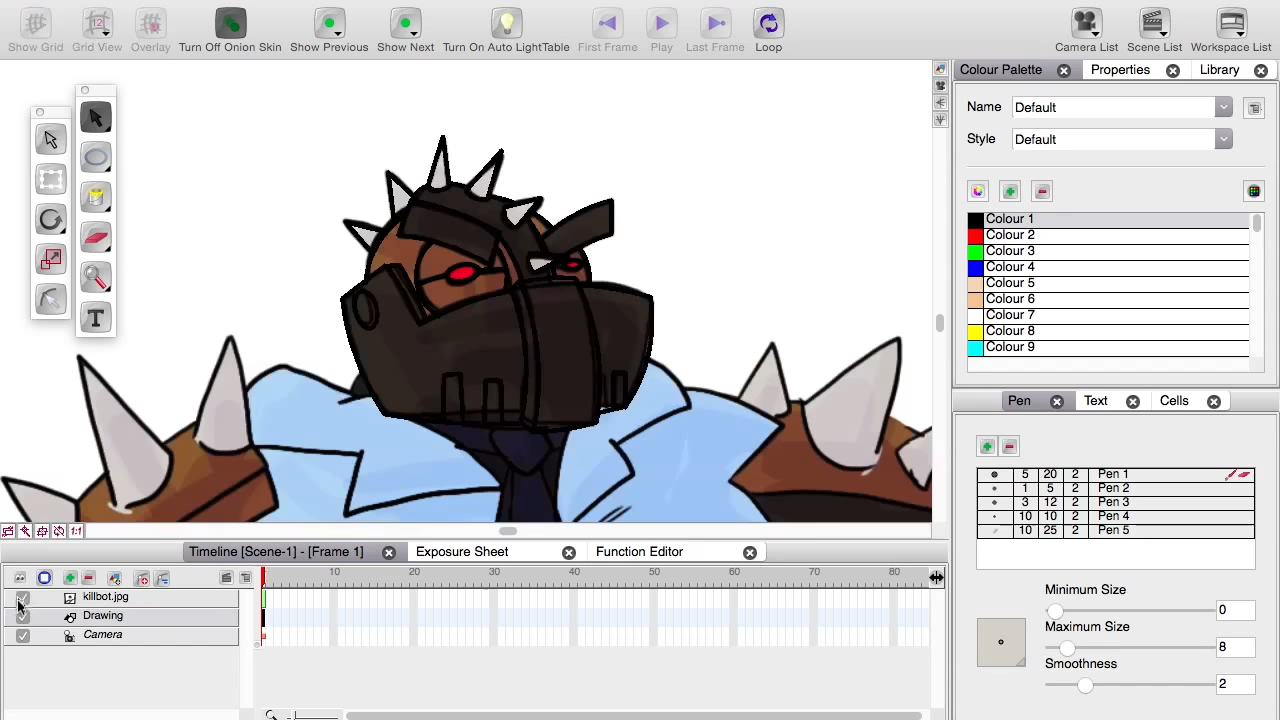 Show Grid
Grid View
Overlay
Turn Off Onion Skin
Show Previous
Show Next
Turn On Auto LightTable
First Frame
Play
Last Frame
Loop
Camera List
Scene List
Workspace List
12
Colour Palette
Properties
Library
Name
Default
Style
Default
Colour 1
Colour 2
Colour 3
Colour 4
Colour 5
Colour 6
Colour 7
Colour 8
Colour 9
T
Pen
Text
Cells
5 20 2 Pen 1
1 5 2 Pen 2
3 12 2 Pen 3
10 10 2 Pen 4
10 25 2 Pen 5
Minimum Size
0
Maximum Size
8
Smoothness
2
1:1
Timeline [Scene-1] - [Frame 1]
Exposure Sheet
Function Editor
10 20 30 40 50 60 70 80
killbot.jpg
Drawing
Camera